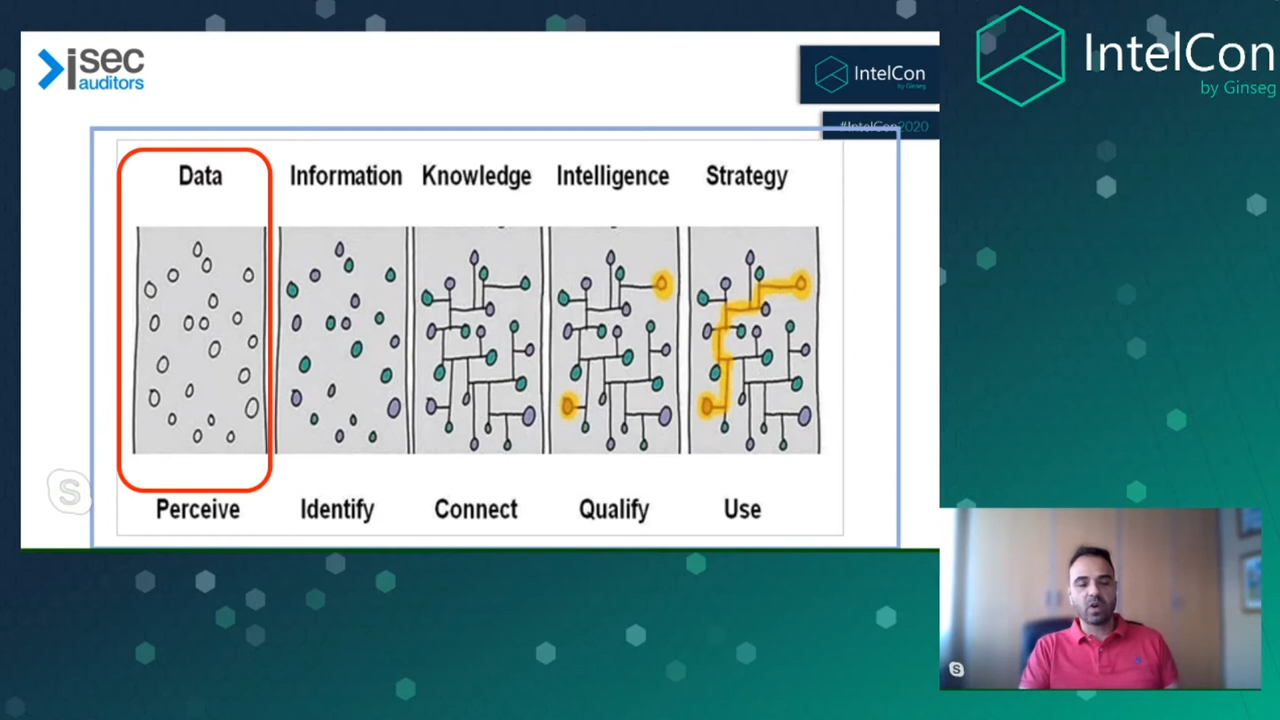 isec
auditors
IntelCon
by Ginseg
#IntelCon2020
IntelCon
by Ginseg
Data Information Knowledge Intelligence Strategy
Perceive Identify Connect Qualify Use